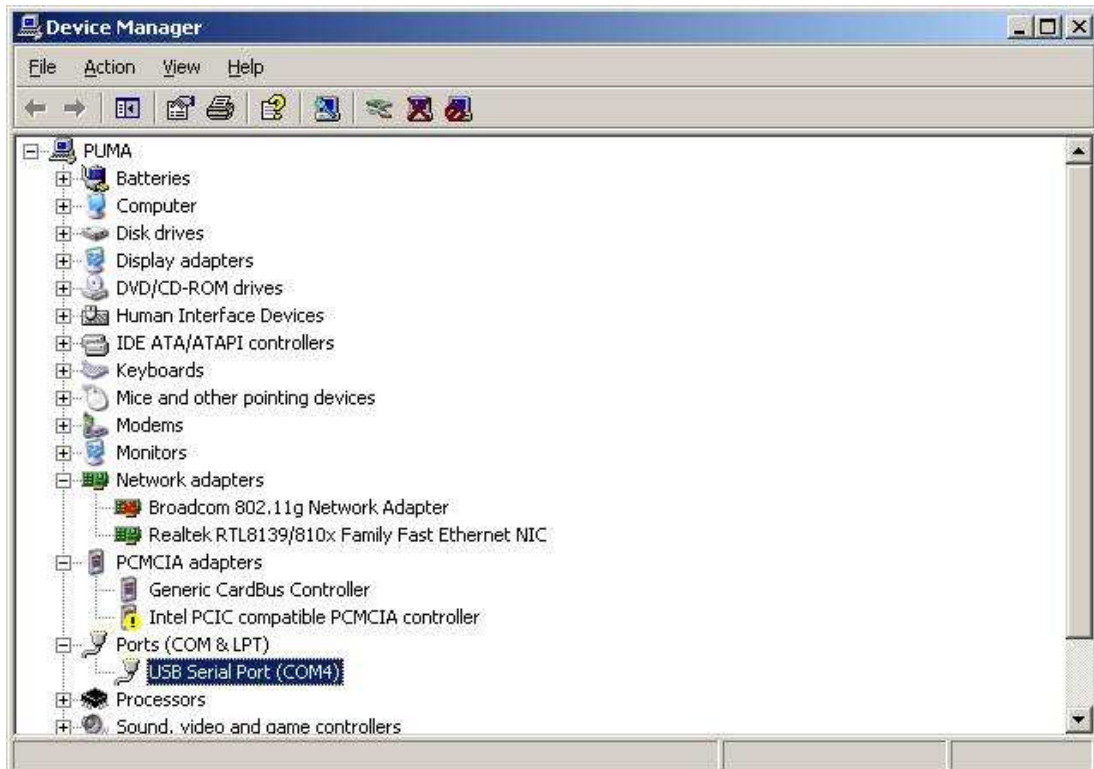 Device Manager
File Action View Help
PUMA
Batteries
Computer
Disk drives
Display adapters
DVD/CD-ROM drives
Human Interface Devices
IDE ATA/ATAPI controllers
Keyboards
Mice and other pointing devices
Modems
Monitors
Network adapters
Broadcom 802.11g Network Adapter
Realtek RTL8139/810x Family Fast Ethernet NIC
PCMCIA adapters
Generic CardBus Controller
Intel PCIC compatible PCMCIA controller
Ports (COM & LPT)
USB Serial Port (COM4)
Processors
Sound, video and game controllers